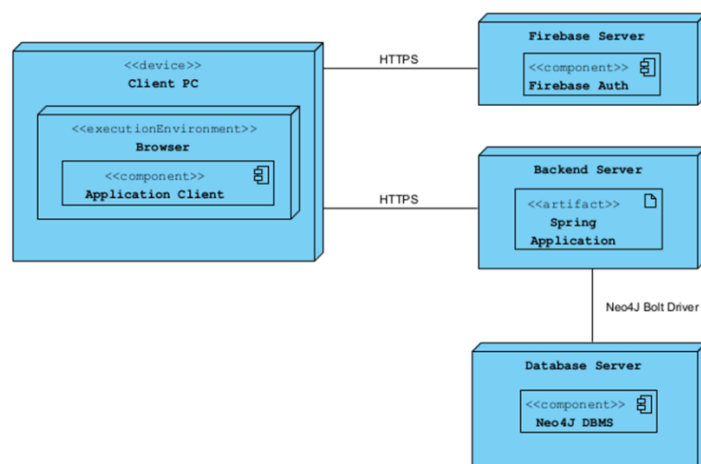 <<device>>
Client PC
<<executionEnvironment>>
Browser
<<component>>
Application Client
HTTPS
HTTPS
Firebase Server
<<component>>
Firebase Auth
Backend Server
<<artifact>>
Spring
Application
Neo4J Bolt Driver
Database Server
<<component>>
Neo4J DBMS